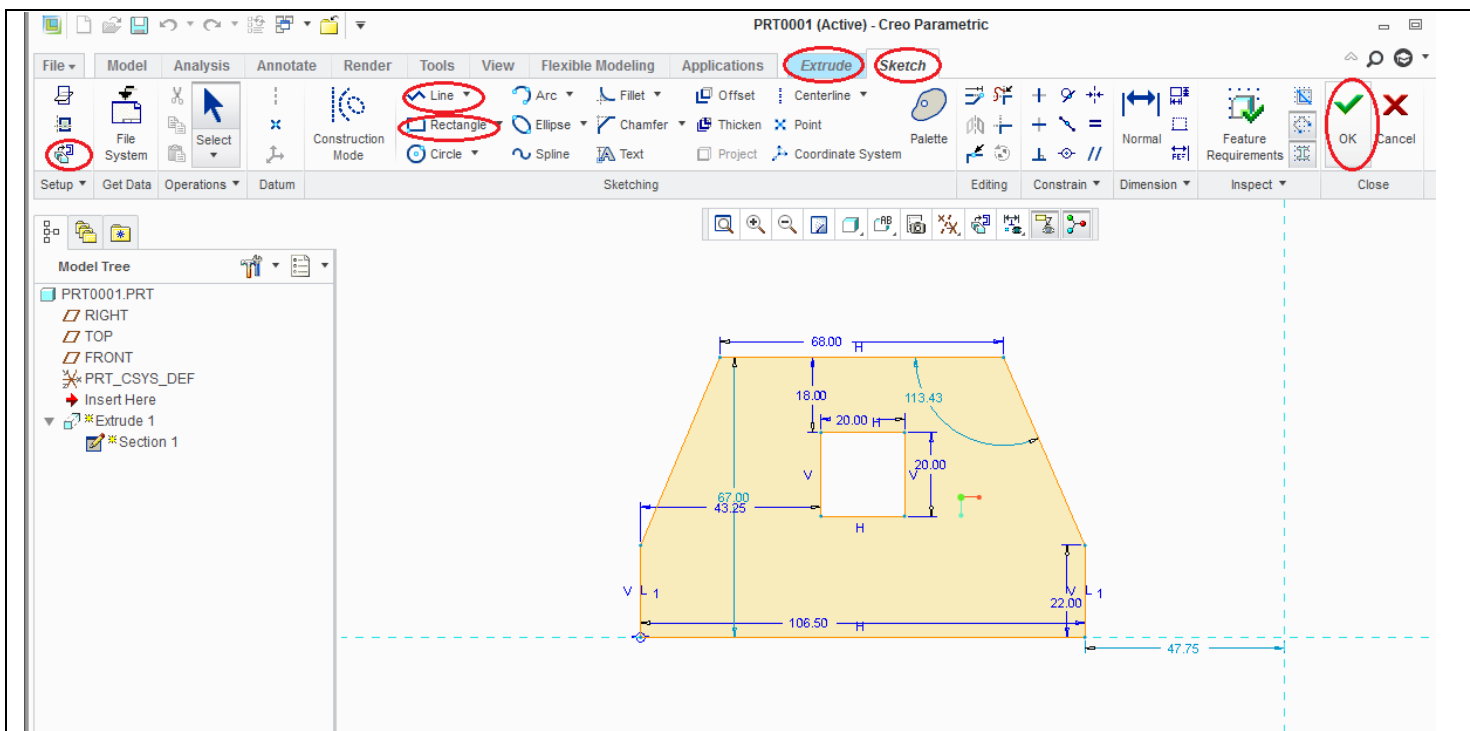 PRT0001 (Active) - Creo Parametric
File Model Analysis Annotate Render Tools View Flexible Modeling Applications Extrude Sketch
File System
Select
Construction Mode
Line Arc Fillet Offset Centerline
Rectangle Ellipse Chamfer Thicken Point
Circle Spline Text Project Coordinate System
Palette
Normal
REF
Feature Requirements
OK
Cancel
Setup Get Data Operations Datum Sketching Editing Constrain Dimension Inspect Close
Model Tree
PRT0001.PRT
RIGHT
TOP
FRONT
PRT_CSYS_DEF
Insert Here
Extrude 1
Section 1
68.00 H
18.00
113.43
20.00 H
V
V
20.00
67.00
43.25
H
V L 1
V L 1
22.00
106.50 H
47.75